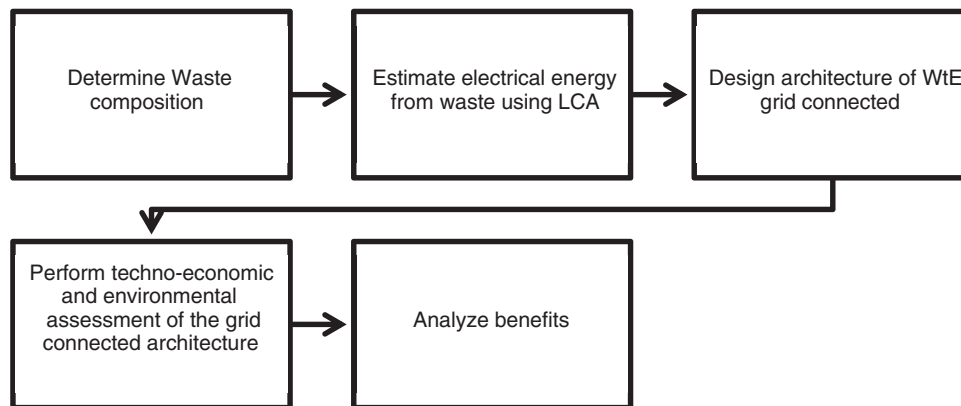 Determine Waste
composition
Estimate electrical energy
from waste using LCA
Design architecture of WtE
grid connected
Perform techno-economic
and environmental
assessment of the grid
connected architecture
Analyze benefits